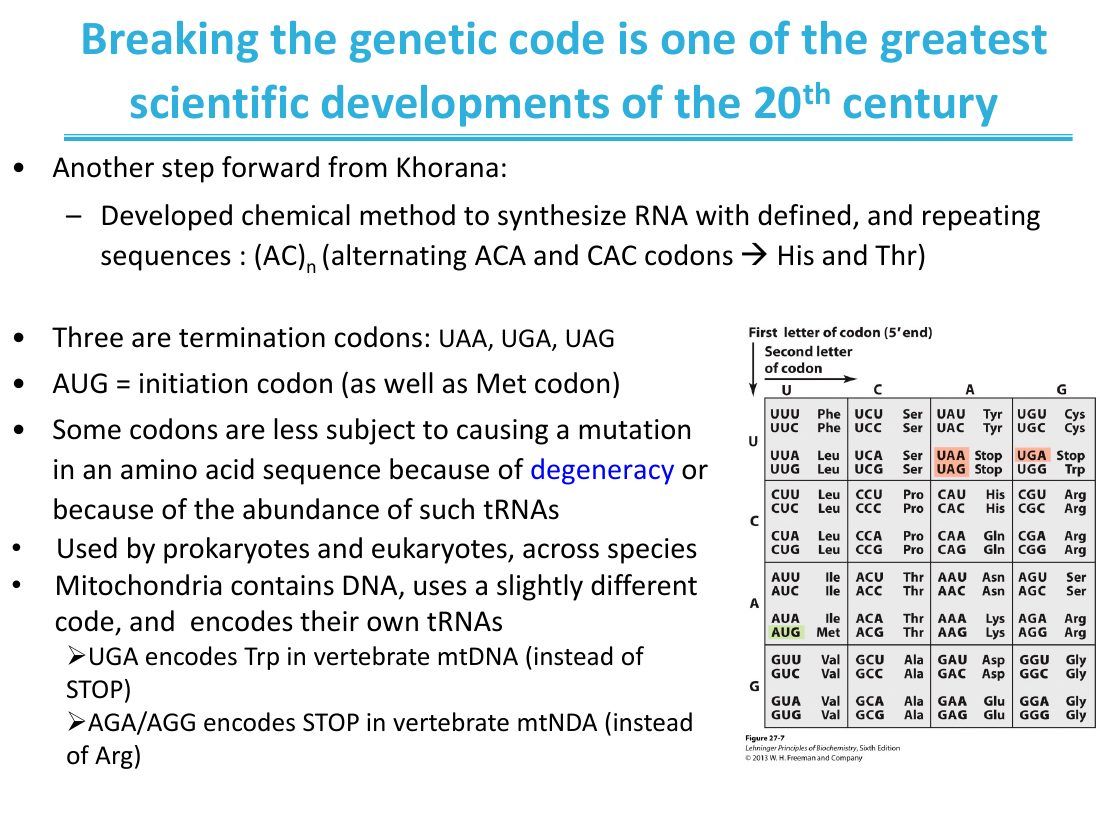 Breaking the genetic code is one of the greatest
scientific developments of the 20th century
• Another step forward from Khorana:
– Developed chemical method to synthesize RNA with defined, and repeating
sequences : (AC)n (alternating ACA and CAC codons → His and Thr)
• Three are termination codons: UAA, UGA, UAG
• AUG = initiation codon (as well as Met codon)
• Some codons are less subject to causing a mutation
in an amino acid sequence because of degeneracy or
because of the abundance of such tRNAs
• Used by prokaryotes and eukaryotes, across species
• Mitochondria contains DNA, uses a slightly different
code, and encodes their own tRNAs
➢UGA encodes Trp in vertebrate mtDNA (instead of
STOP)
➢AGA/AGG encodes STOP in vertebrate mtNDA (instead
of Arg)
First letter of codon (5′ end)
Second letter
of codon
U C A G
UUU Phe UCU Ser UAU Tyr UGU Cys
UUC Phe UCC Ser UAC Tyr UGC Cys
U
UUA Leu UCA Ser UAA Stop UGA Stop
UUG Leu UCG Ser UAG Stop UGG Trp
CUU Leu CCU Pro CAU His CGU Arg
CUC Leu CCC Pro CAC His CGC Arg
C
CUA Leu CCA Pro CAA Gln CGA Arg
CUG Leu CCG Pro CAG Gln CGG Arg
AUU Ile ACU Thr AAU Asn AGU Ser
AUC Ile ACC Thr AAC Asn AGC Ser
A
AUA Ile ACA Thr AAA Lys AGA Arg
AUG Met ACG Thr AAG Lys AGG Arg
GUU Val GCU Ala GAU Asp GGU Gly
GUC Val GCC Ala GAC Asp GGC Gly
G
GUA Val GCA Ala GAA Glu GGA Gly
GUG Val GCG Ala GAG Glu GGG Gly
Figure 27-7
Lehninger Principles of Biochemistry, Sixth Edition
© 2013 W. H. Freeman and Company